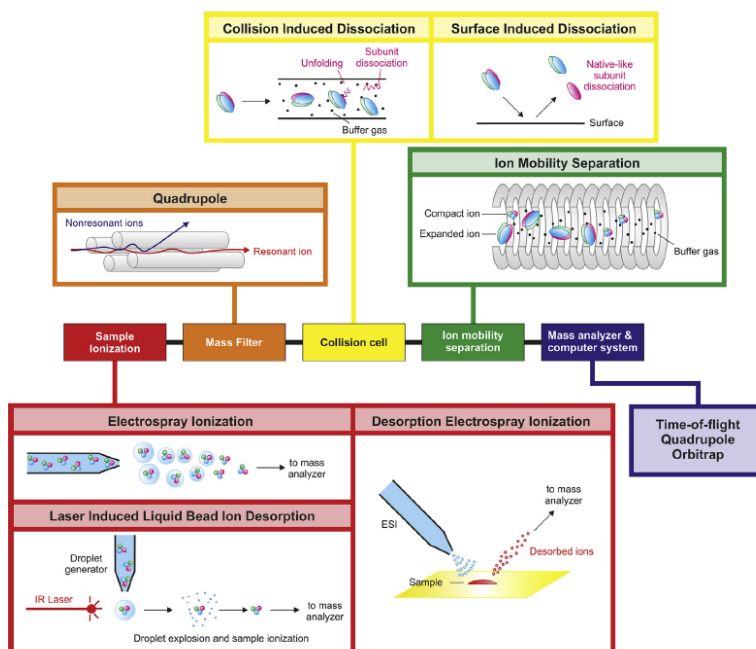 Collision Induced Dissociation
Surface Induced Dissociation
Unfolding
Subunit
dissociation
Buffer gas
Native-like
subunit
dissociation
Surface
Quadrupole
Nonresonant ions
Resonant ion
Ion Mobility Separation
Compact ion
Expanded ion
Buffer gas
Sample
Ionization
Mass Filter
Collision cell
Ion mobility
separation
Mass analyzer &
computer system
Time-of-flight
Quadrupole
Orbitrap
Electrospray Ionization
to mass
analyzer
Laser Induced Liquid Bead Ion Desorption
Droplet
generator
IR Laser
to mass
analyzer
Droplet explosion and sample ionization
Desorption Electrospray Ionization
ESI
to mass
analyzer
Desorbed ions
Sample